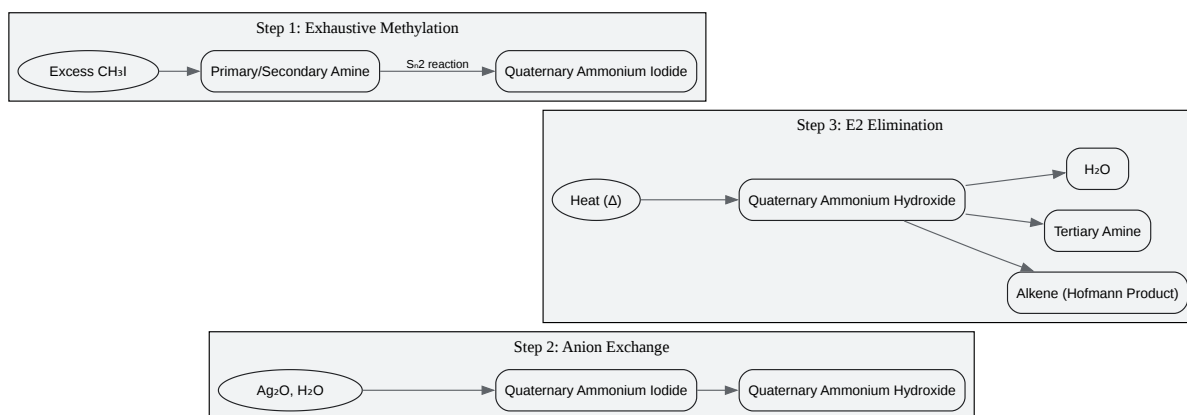 Step 1: Exhaustive Methylation
Excess CH₃I
Primary/Secondary Amine
Sₙ2 reaction
Quaternary Ammonium Iodide
Step 3: E2 Elimination
Heat (Δ)
Quaternary Ammonium Hydroxide
H₂O
Tertiary Amine
Alkene (Hofmann Product)
Step 2: Anion Exchange
Ag₂O, H₂O
Quaternary Ammonium Iodide
Quaternary Ammonium Hydroxide